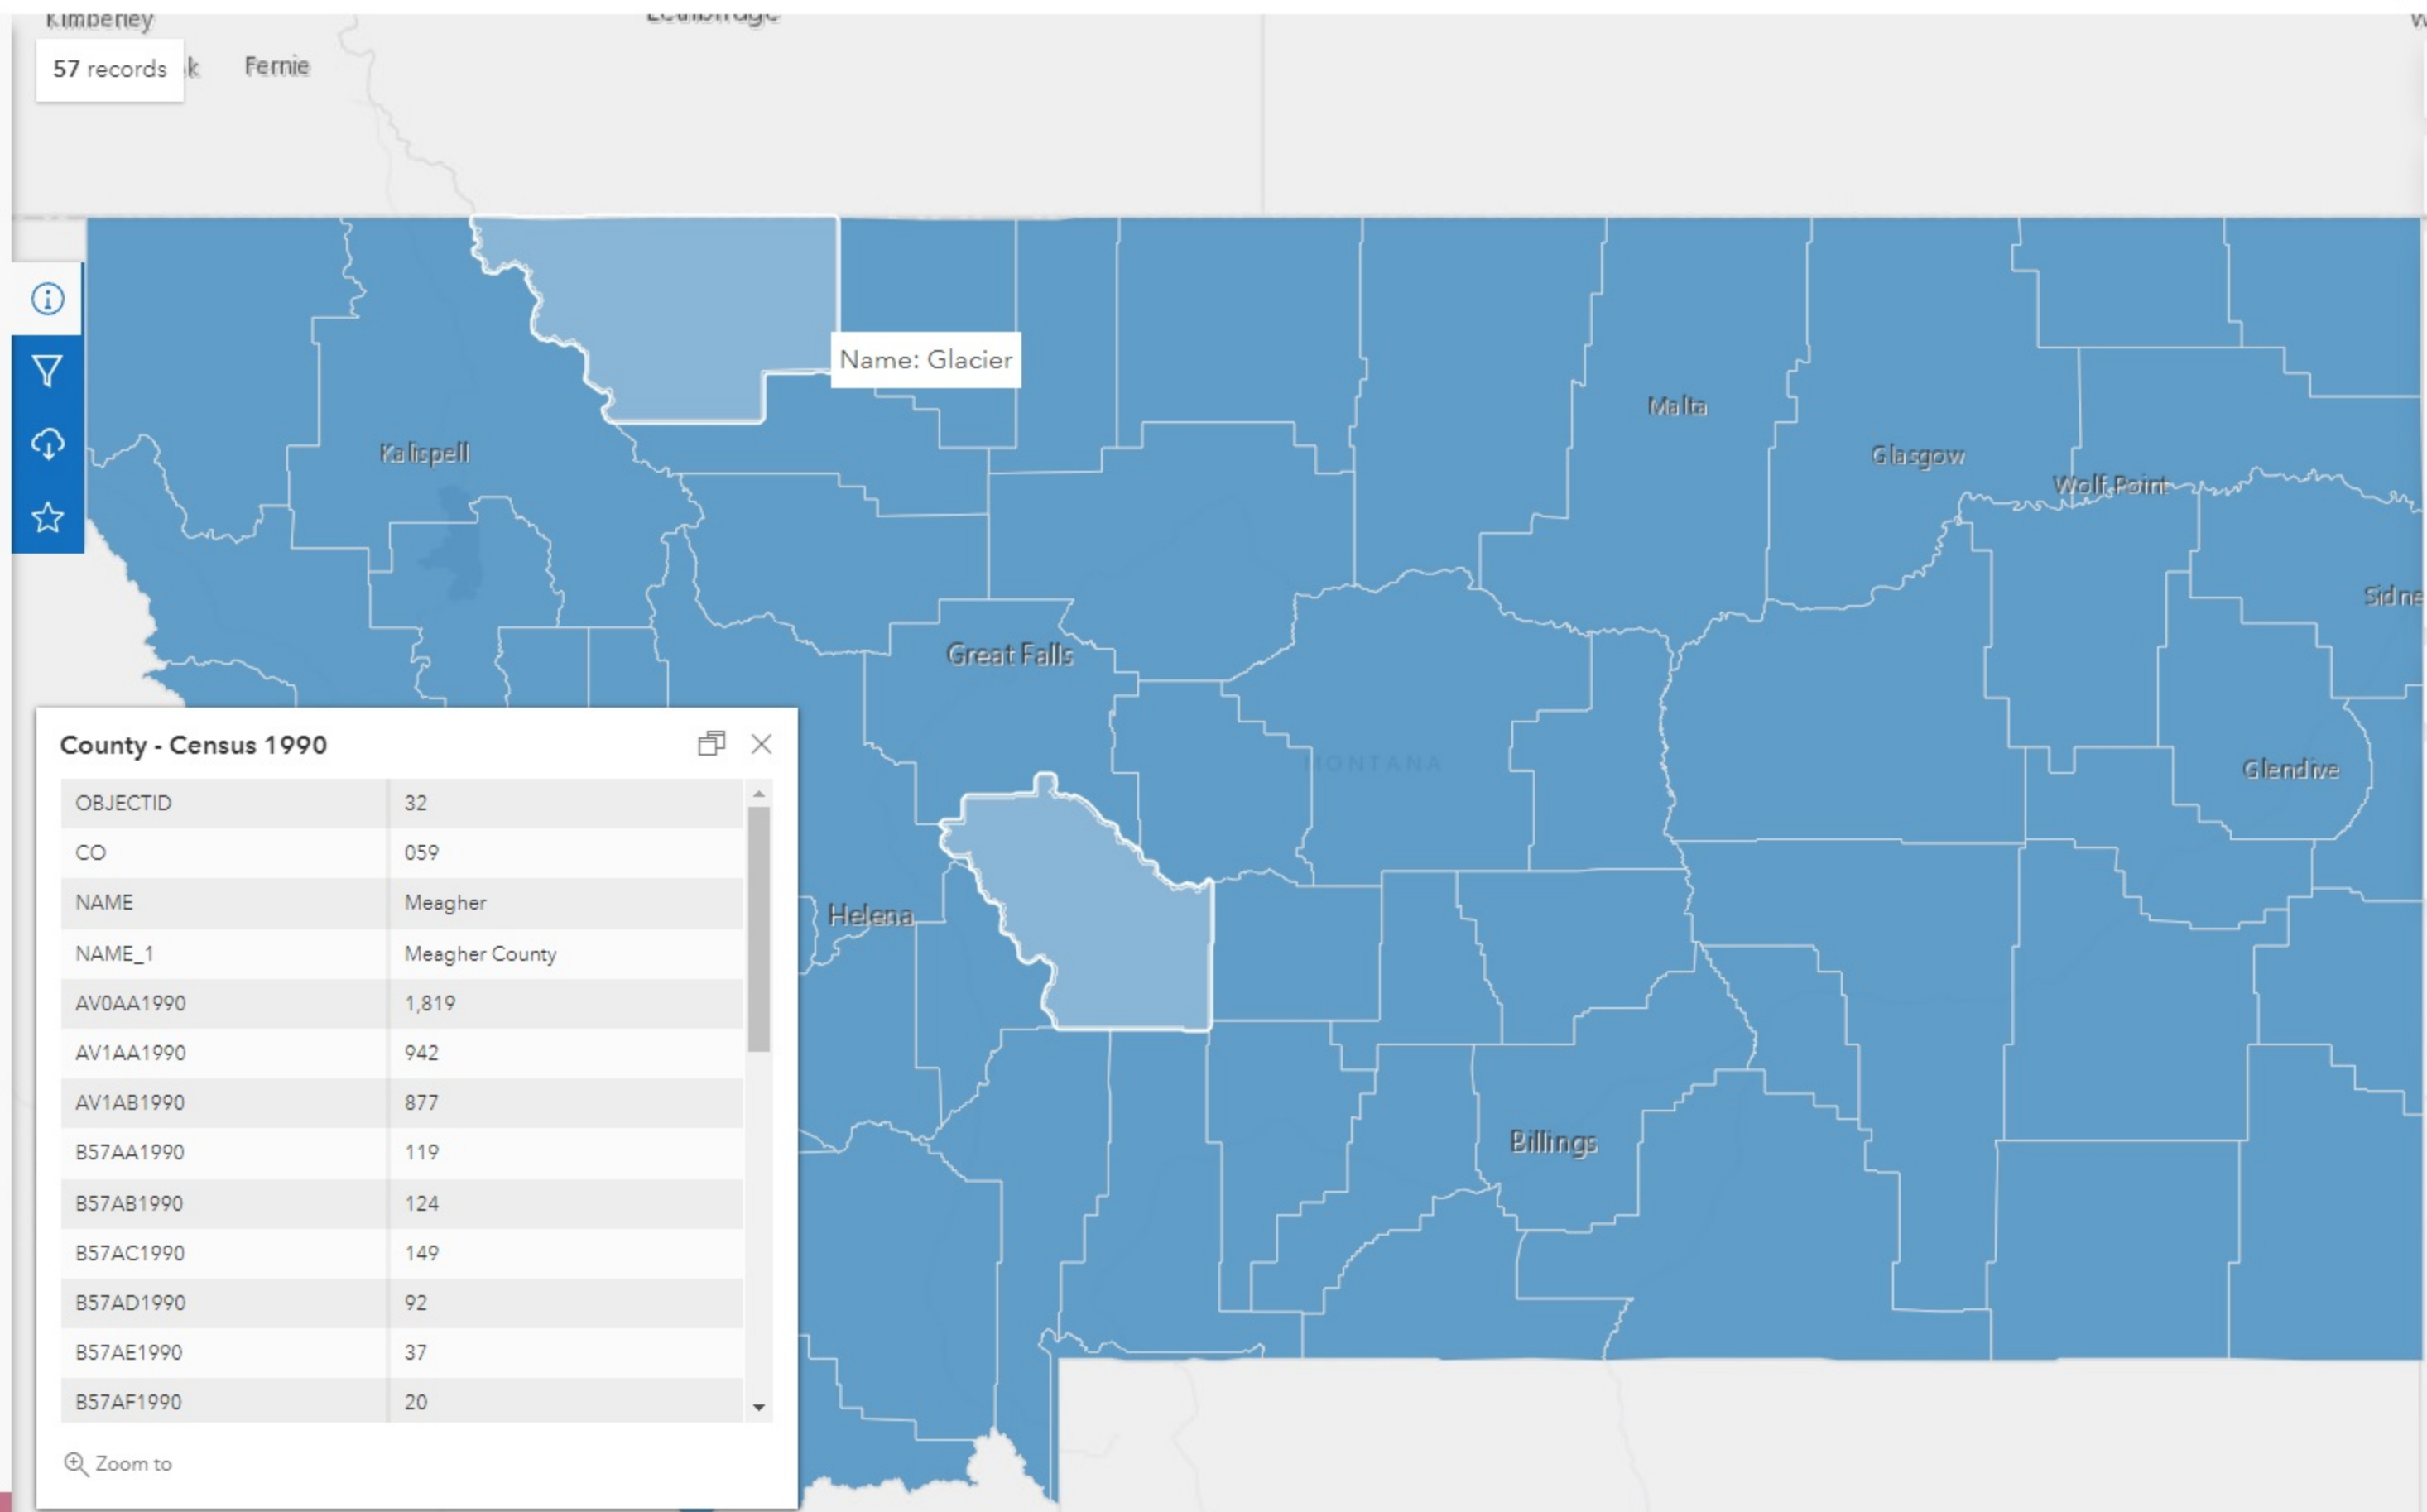 Kimberley
Lethbridge
57 records
k
Fernie
Name: Glacier
Malta
Kalispell
Glasgow
Wolf Point
Sidne
Great Falls
MONTANA
Glendive
Helena
Billings
County - Census 1990
OBJECTID 32
CO 059
NAME Meagher
NAME_1 Meagher County
AV0AA1990 1,819
AV1AA1990 942
AV1AB1990 877
B57AA1990 119
B57AB1990 124
B57AC1990 149
B57AD1990 92
B57AE1990 37
B57AF1990 20
Zoom to